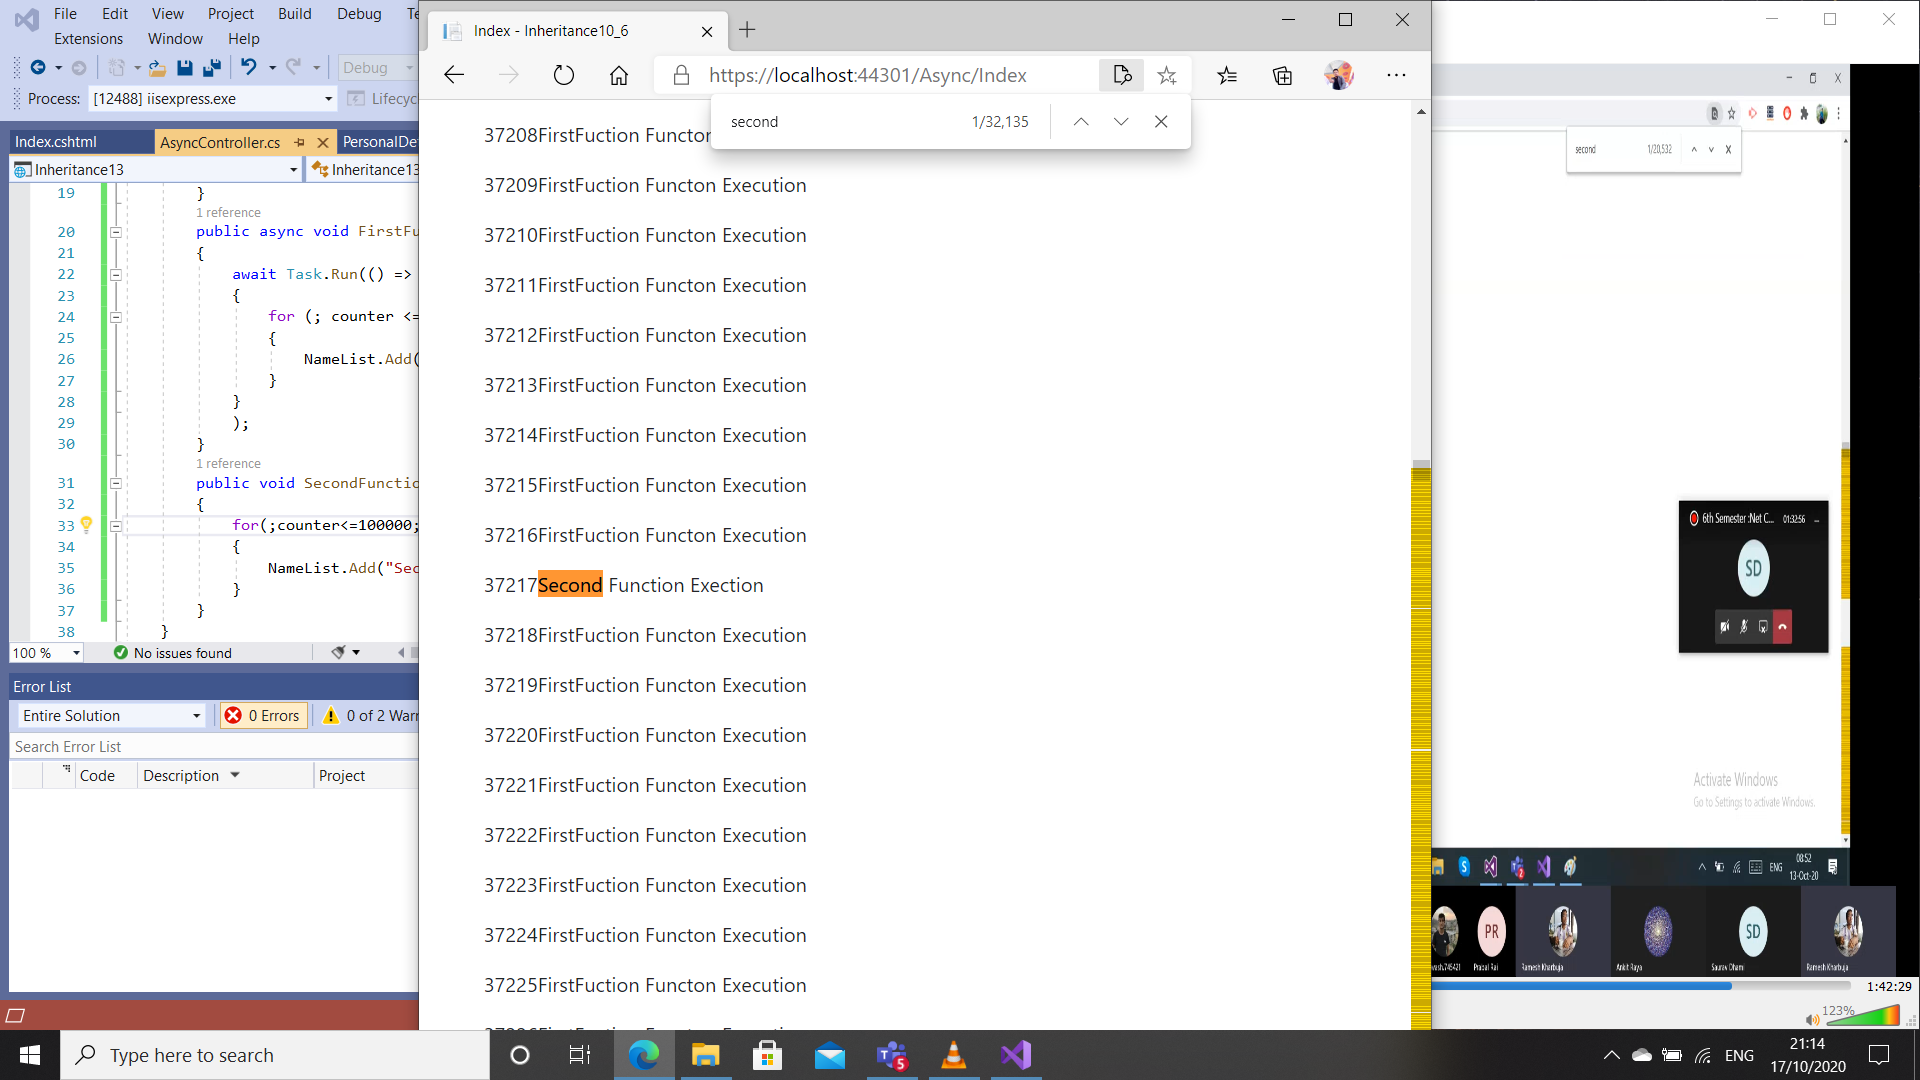 File Edit View Project Build Debug Te
Extensions Window Help
Debug
Process: [12488] iisexpress.exe Lifecyc
Index.cshtml AsyncController.cs PersonalDe
Inheritance13 Inheritance13
19 }
1 reference
20 public async void FirstFu
21 {
22 await Task.Run(() =>
23 {
24 for (; counter <=
25 {
26 NameList.Add(
27 }
28 }
29 );
30 }
1 reference
31 public void SecondFunctio
32 {
33 for(;counter<=100000;
34 {
35 NameList.Add("Sec
36 }
37 }
38 }
100 % No issues found
Error List
Entire Solution 0 Errors 0 of 2 Warr
Search Error List
Code Description Project
Index - Inheritance10_6
https://localhost:44301/Async/Index
second 1/32,135
37208FirstFuction Functon
37209FirstFuction Functon Execution
37210FirstFuction Functon Execution
37211FirstFuction Functon Execution
37212FirstFuction Functon Execution
37213FirstFuction Functon Execution
37214FirstFuction Functon Execution
37215FirstFuction Functon Execution
37216FirstFuction Functon Execution
37217Second Function Exection
37218FirstFuction Functon Execution
37219FirstFuction Functon Execution
37220FirstFuction Functon Execution
37221FirstFuction Functon Execution
37222FirstFuction Functon Execution
37223FirstFuction Functon Execution
37224FirstFuction Functon Execution
37225FirstFuction Functon Execution
second 1/20,532
6th Semester :Net C... 01:32:56 ...
SD
Activate Windows
Go to Settings to activate Windows.
ENG 08:52
13-Oct-20
PR SD
Prabal Rai Ramesh Kharbuja Ankit Raya Saurav Dhami Ramesh Kharbuja
1:42:29
123%
Type here to search
5
ENG 21:14
17/10/2020